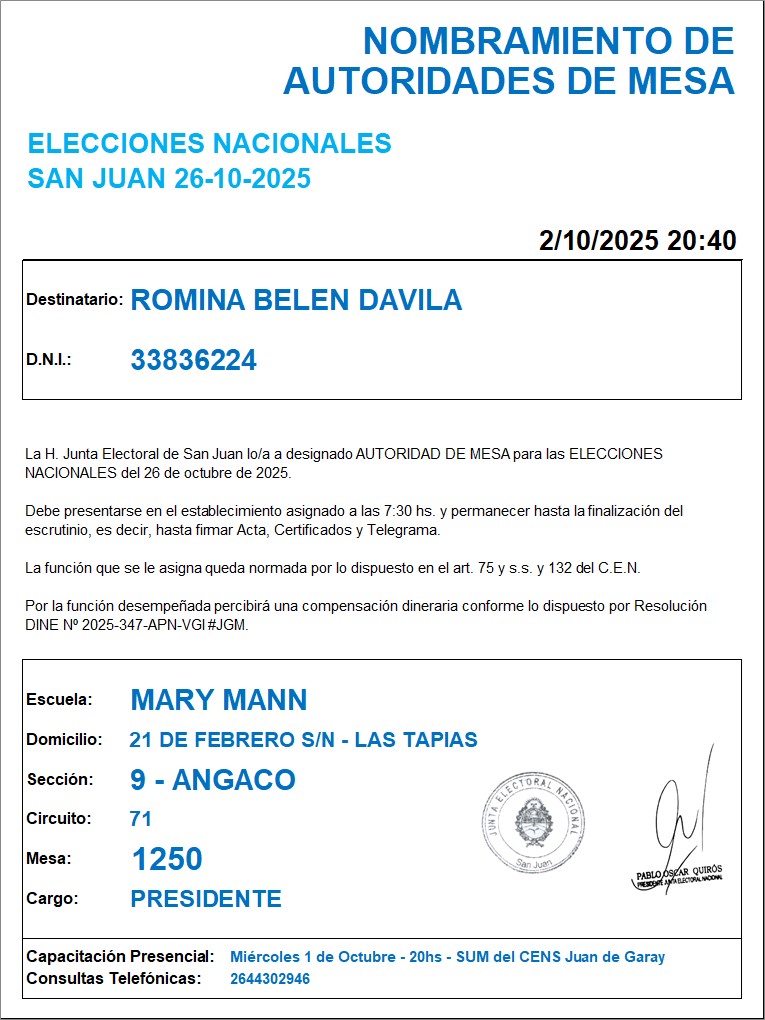 NOMBRAMIENTO DE
AUTORIDADES DE MESA
ELECCIONES NACIONALES
SAN JUAN 26-10-2025
2/10/2025 20:40
Destinatario: ROMINA BELEN DAVILA
D.N.I.: 33836224
La H. Junta Electoral de San Juan lo/a a designado AUTORIDAD DE MESA para las ELECCIONES
NACIONALES del 26 de octubre de 2025.
Debe presentarse en el establecimiento asignado a las 7:30 hs. y permanecer hasta la finalización del
escrutinio, es decir, hasta firmar Acta, Certificados y Telegrama.
La función que se le asigna queda normada por lo dispuesto en el art. 75 y s.s. y 132 del C.E.N.
Por la función desempeñada percibirá una compensación dineraria conforme lo dispuesto por Resolución
DINE Nº 2025-347-APN-VGI#JGM.
Escuela: MARY MANN
Domicilio: 21 DE FEBRERO S/N - LAS TAPIAS
Sección: 9 - ANGACO
Circuito: 71
Mesa: 1250
Cargo: PRESIDENTE
JUNTA ELECTORAL NACIONAL
San Juan
PABLO OSCAR QUIRÓS
PRESIDENTE JUNTA ELECTORAL NACIONAL
Capacitación Presencial: Miércoles 1 de Octubre - 20hs - SUM del CENS Juan de Garay
Consultas Telefónicas: 2644302946